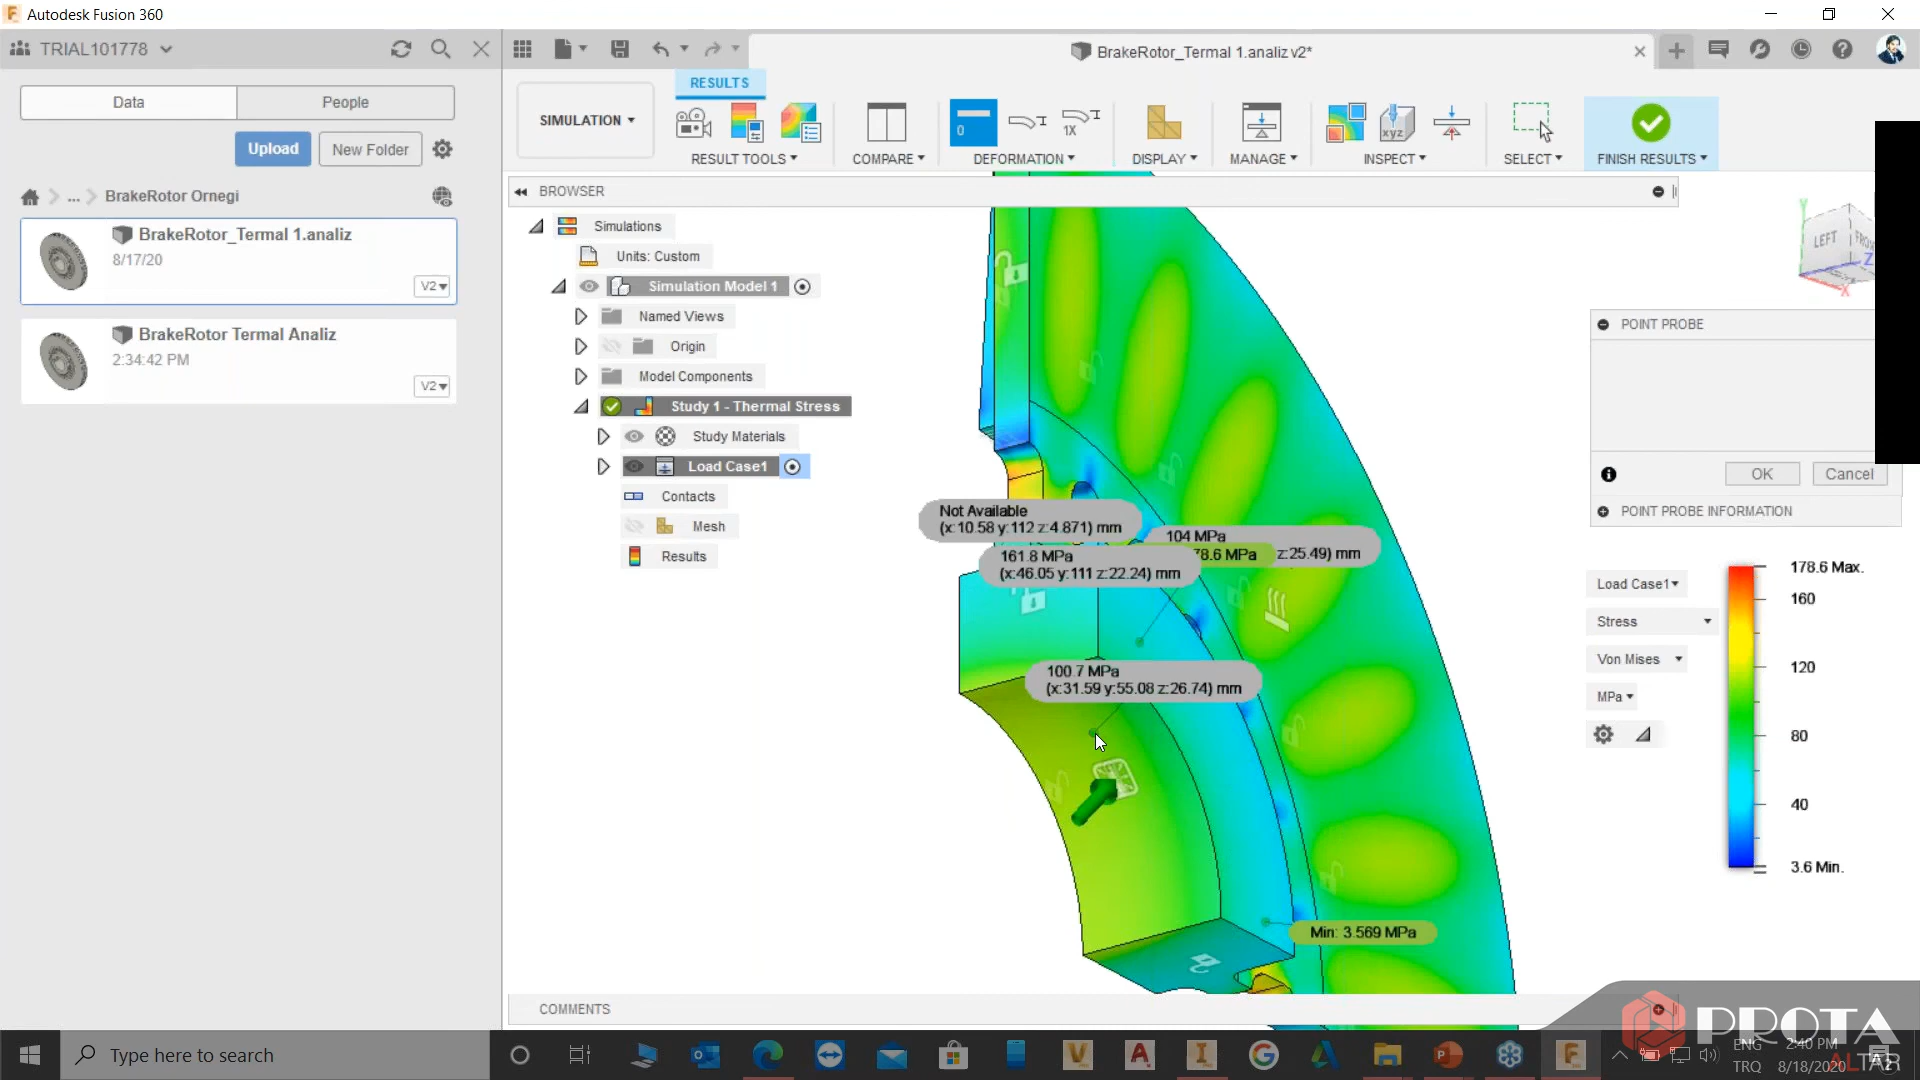 Autodesk Fusion 360
TRIAL101778
BrakeRotor_Termal 1.analiz v2*
Data
People
Upload
New Folder
... BrakeRotor Ornegi
BrakeRotor_Termal 1.analiz
8/17/20
V2
BrakeRotor Termal Analiz
2:34:42 PM
V2
RESULTS
SIMULATION
RESULT TOOLS
COMPARE
0
1X
DEFORMATION
DISPLAY
MANAGE
xyz
INSPECT
SELECT
FINISH RESULTS
BROWSER
Simulations
Units: Custom
Simulation Model 1
Named Views
Origin
Model Components
Study 1 - Thermal Stress
Study Materials
Load Case1
Contacts
Mesh
Results
Not Available
(x:10.58 y:112 z:4.871) mm
104 MPa
z:25.49) mm
78.6 MPa
161.8 MPa
(x:46.05 y:111 z:22.24) mm
100.7 MPa
(x:31.59 y:55.08 z:26.74) mm
Min: 3.569 MPa
Y
LEFT
Z
X
POINT PROBE
OK
Cancel
POINT PROBE INFORMATION
Load Case1
Stress
Von Mises
MPa
178.6 Max.
160
120
80
40
3.6 Min.
COMMENTS
Type here to search
ENG
TRQ
2:40 PM
8/18/2020
PROTA
ALTAR